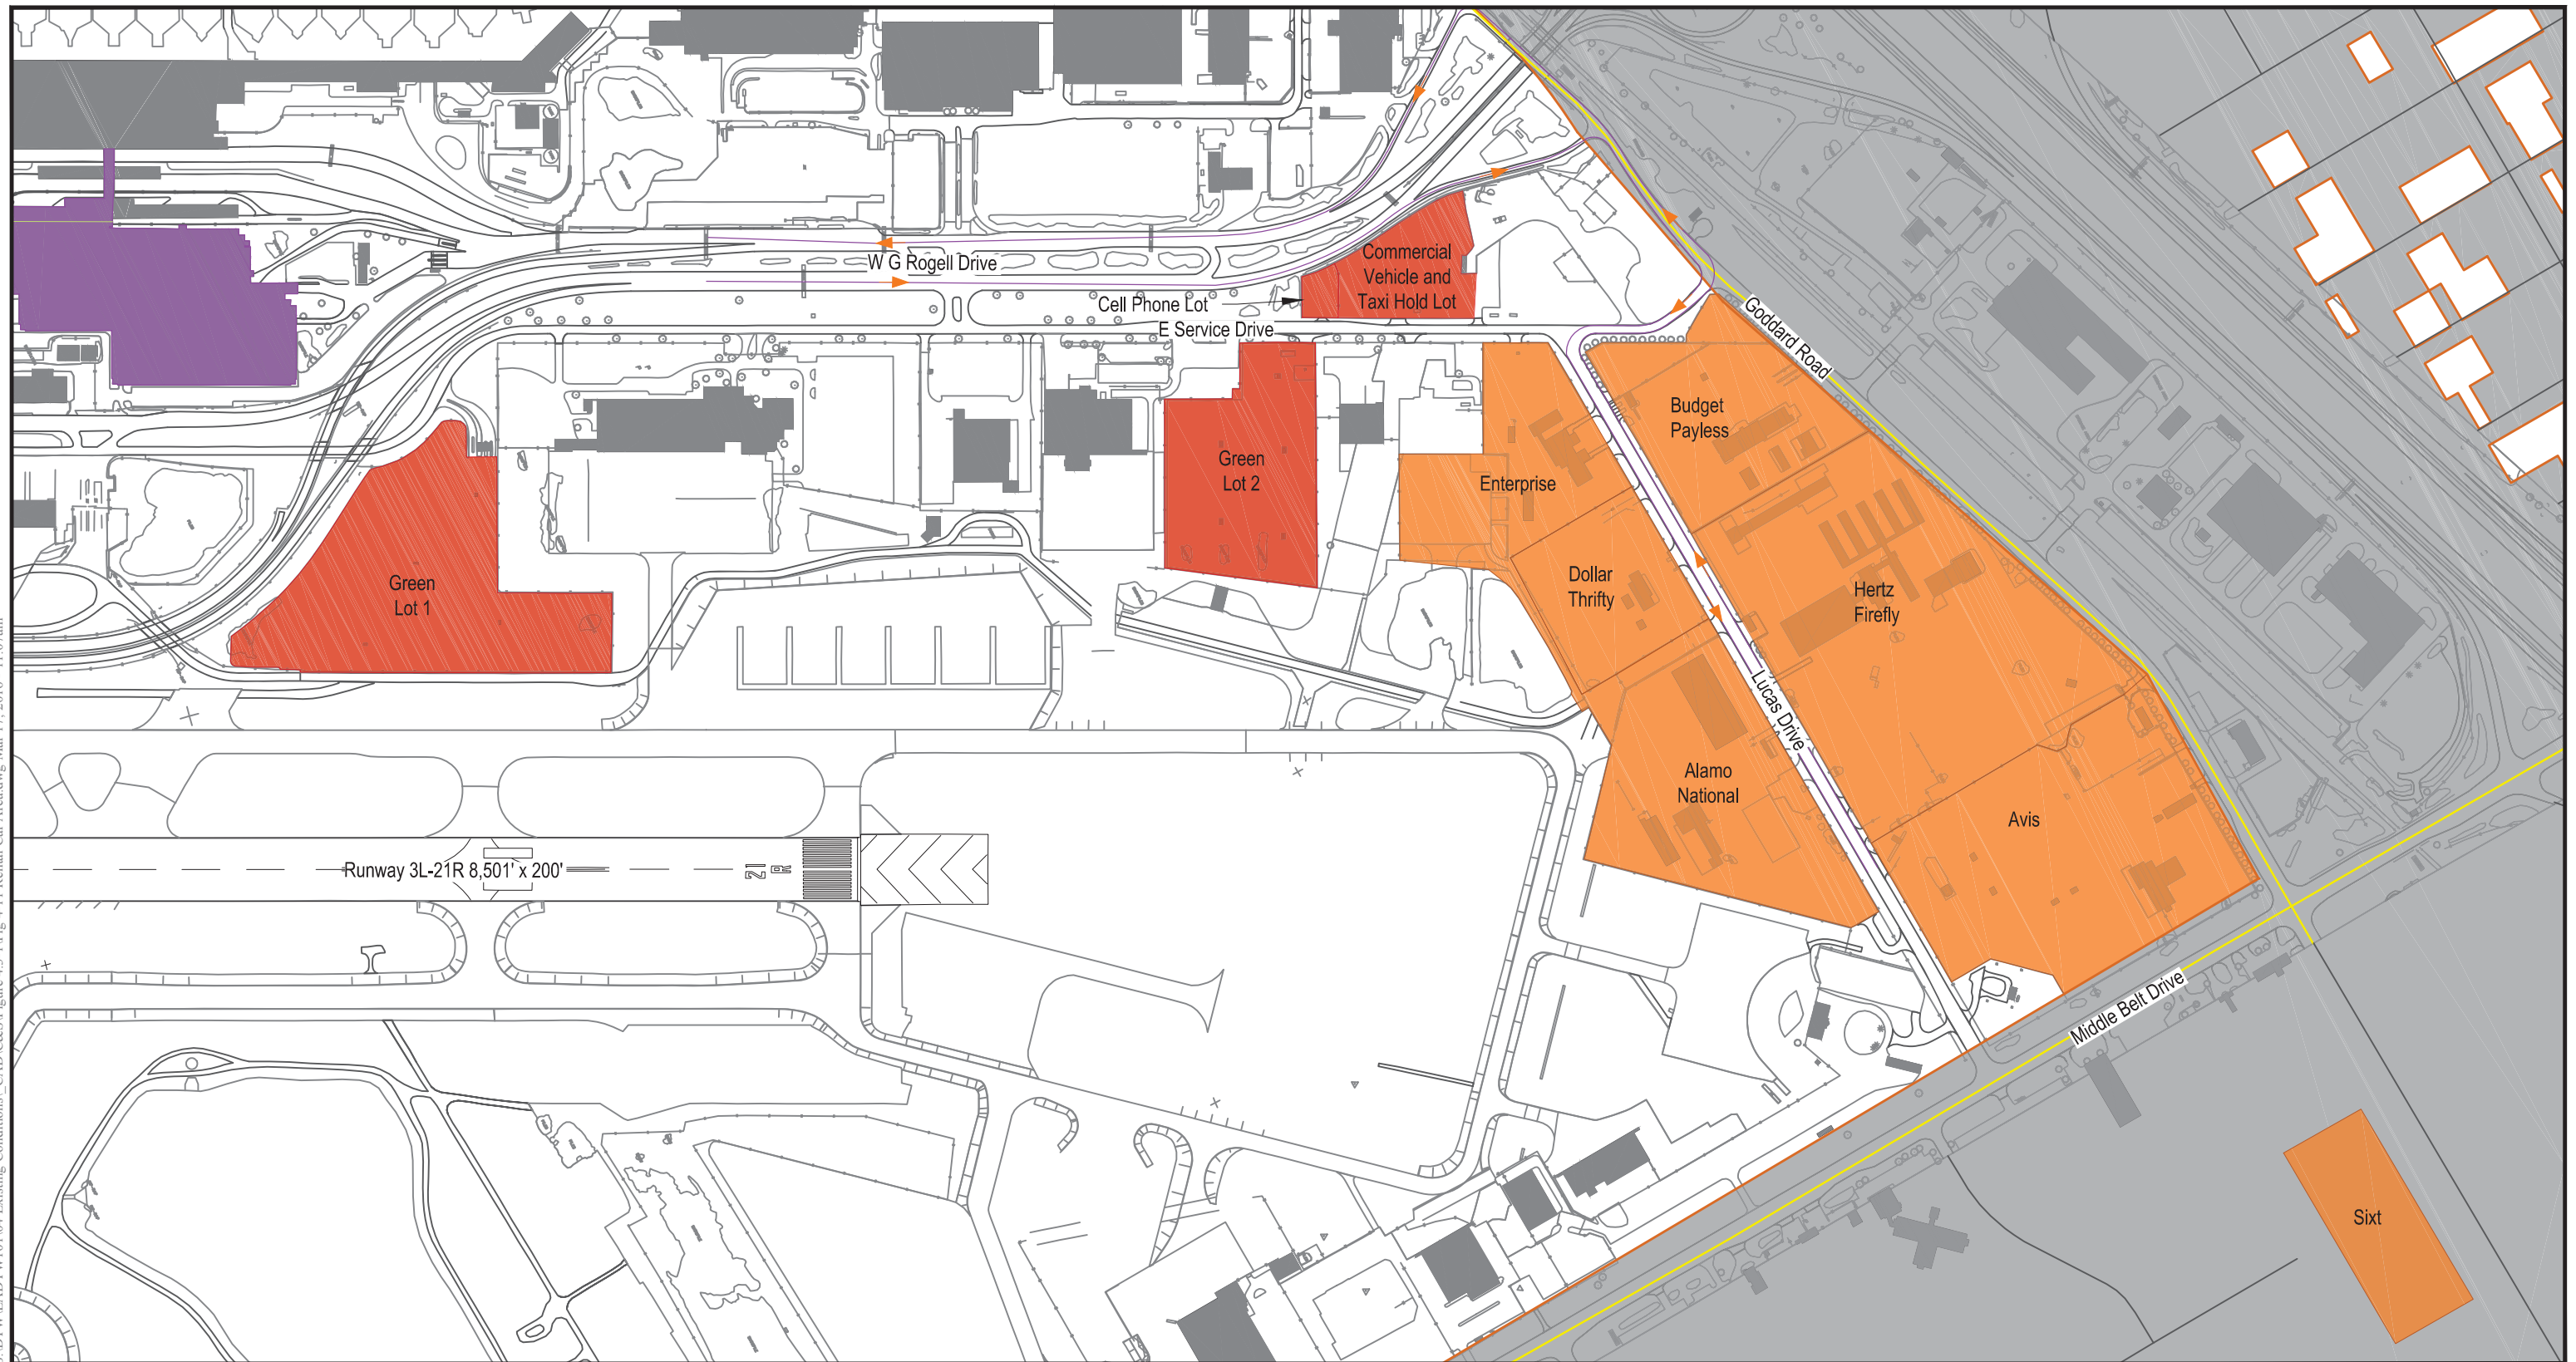 W G Rogell Drive
Commercial
Vehicle and
Taxi Hold Lot
Cell Phone Lot
E Service Drive
Goddard Road
Budget
Payless
Green
Lot 2
Enterprise
Green
Lot 1
Dollar
Thrifty
Hertz
Firefly
Lucas Drive
Alamo
National
Avis
Runway 3L-21R 8,501' x 200'
21
R
Middle Belt Drive
Sixt